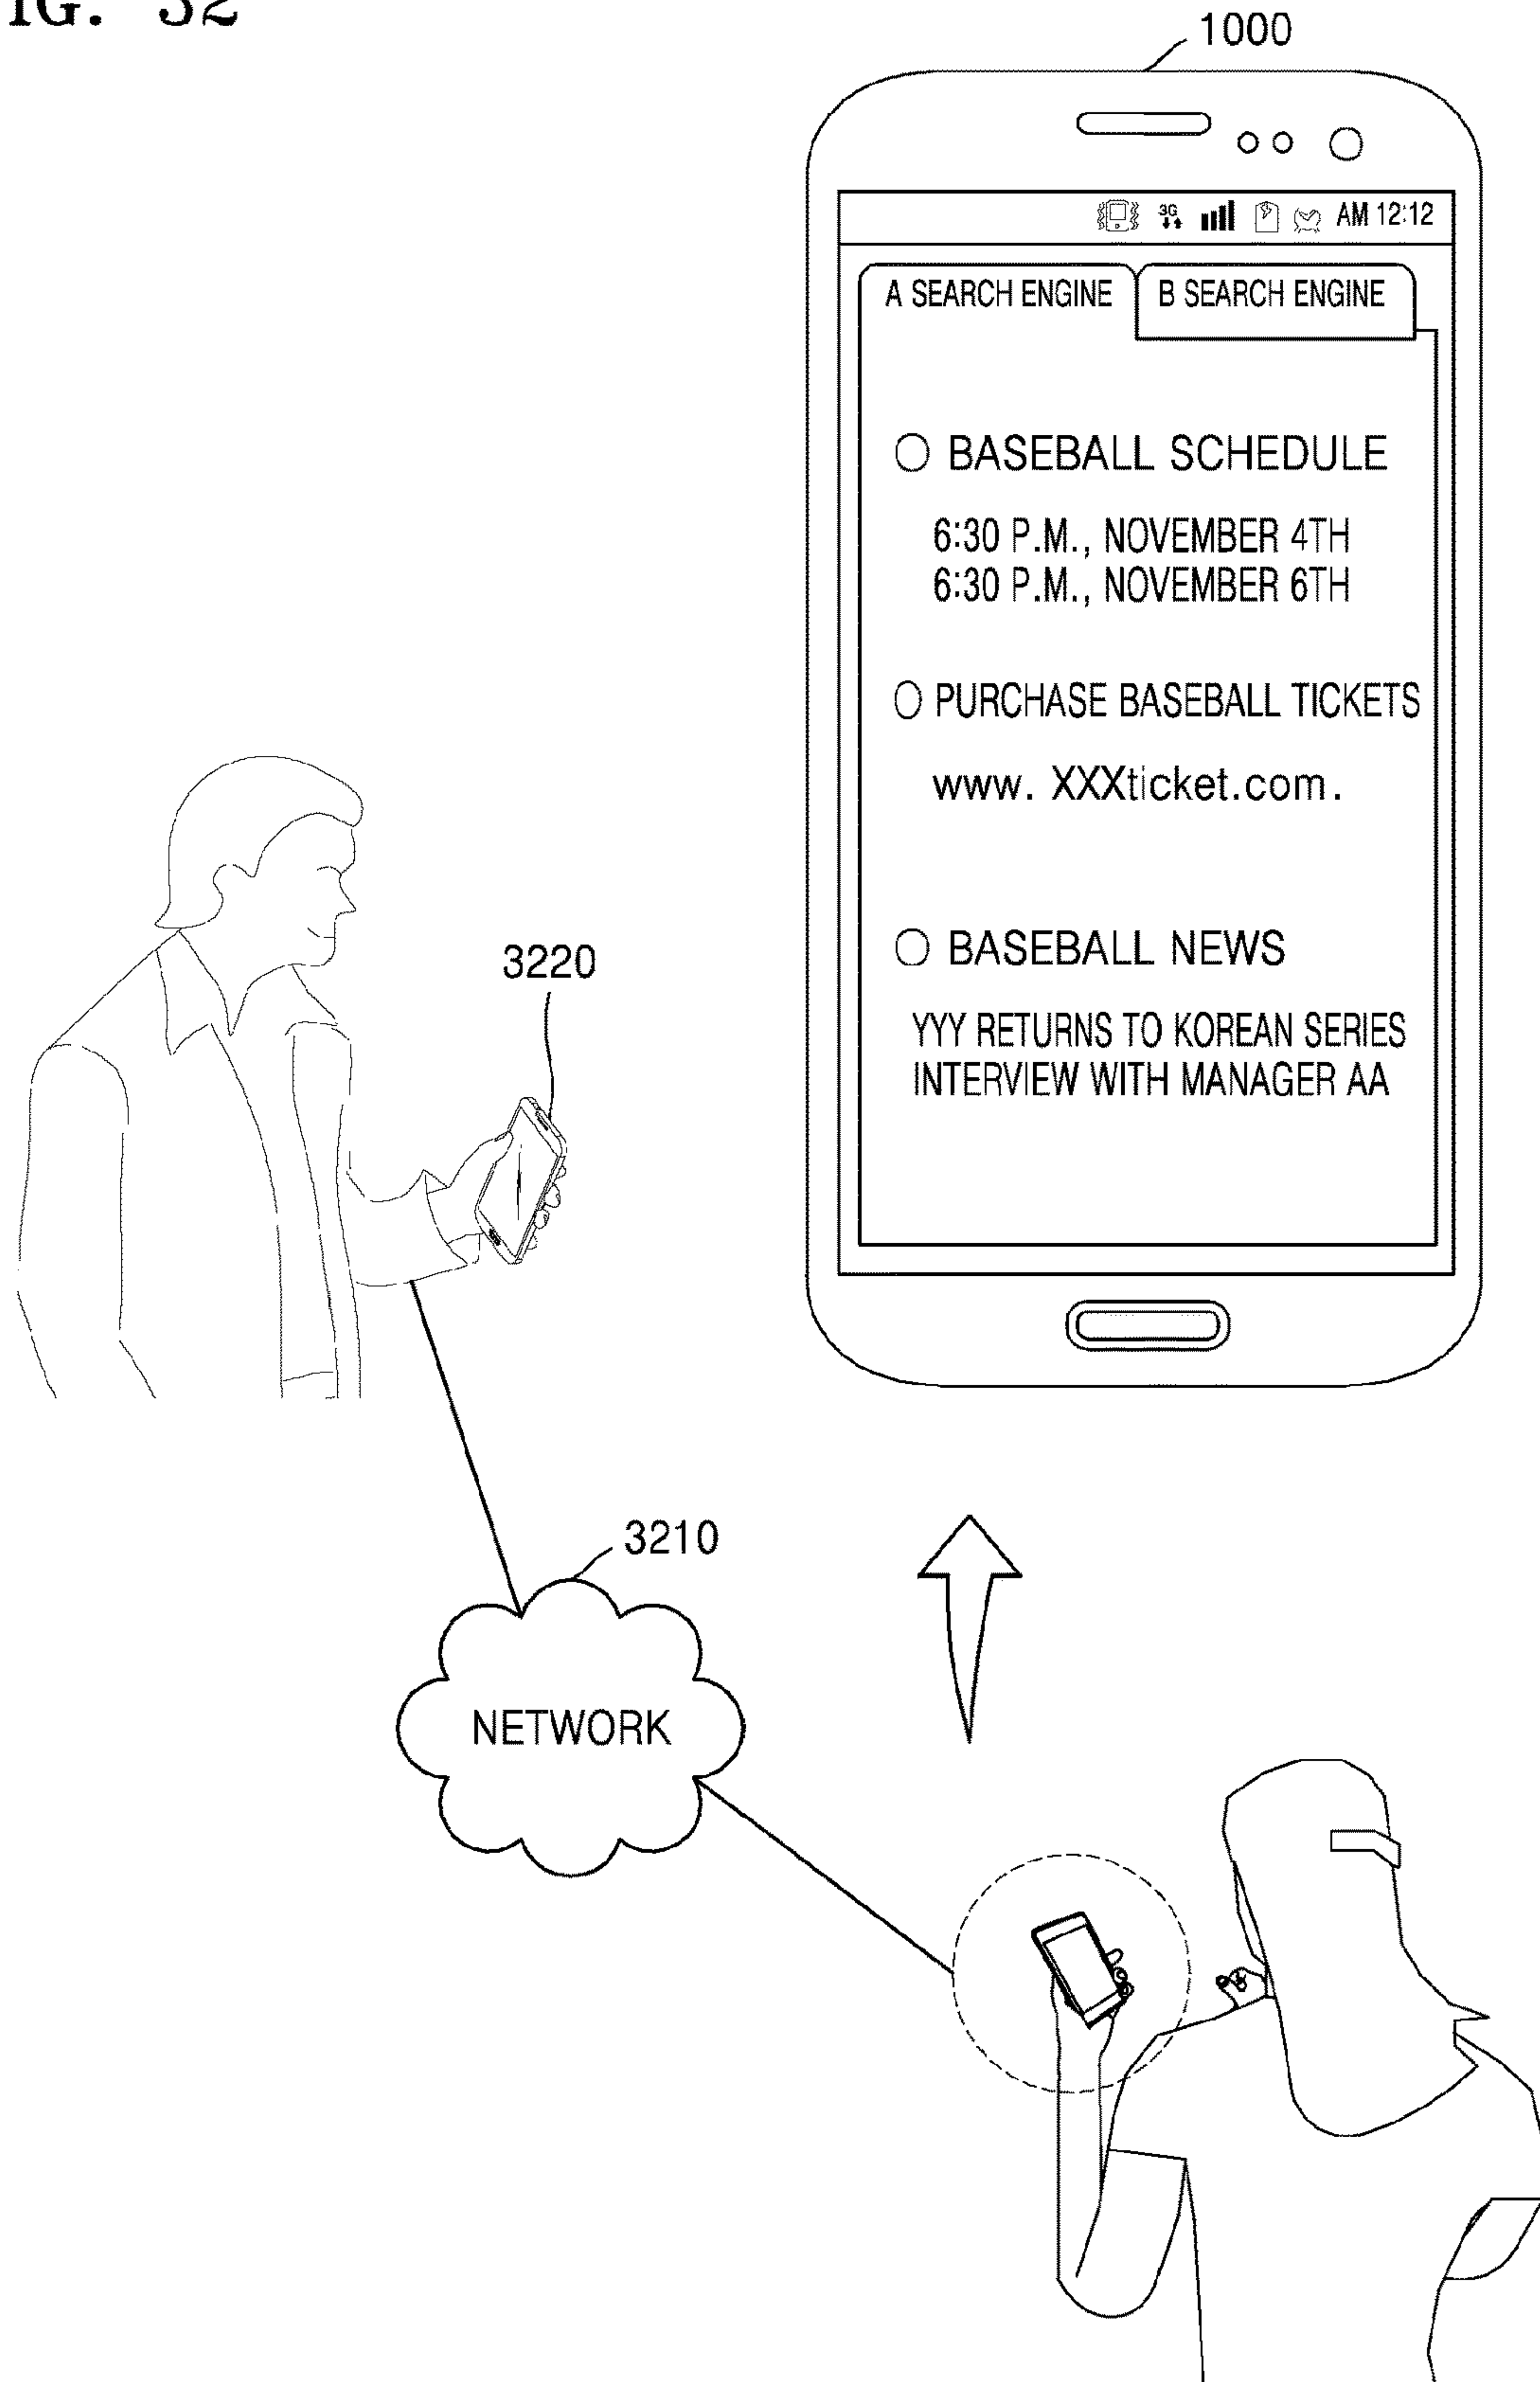 IG. 32
1000
3G
AM 12:12
A SEARCH ENGINE
B SEARCH ENGINE
BASEBALL SCHEDULE
6:30 P.M., NOVEMBER 4TH
6:30 P.M., NOVEMBER 6TH
PURCHASE BASEBALL TICKETS
www. XXXticket.com.
BASEBALL NEWS
YYY RETURNS TO KOREAN SERIES
INTERVIEW WITH MANAGER AA
3220
3210
NETWORK